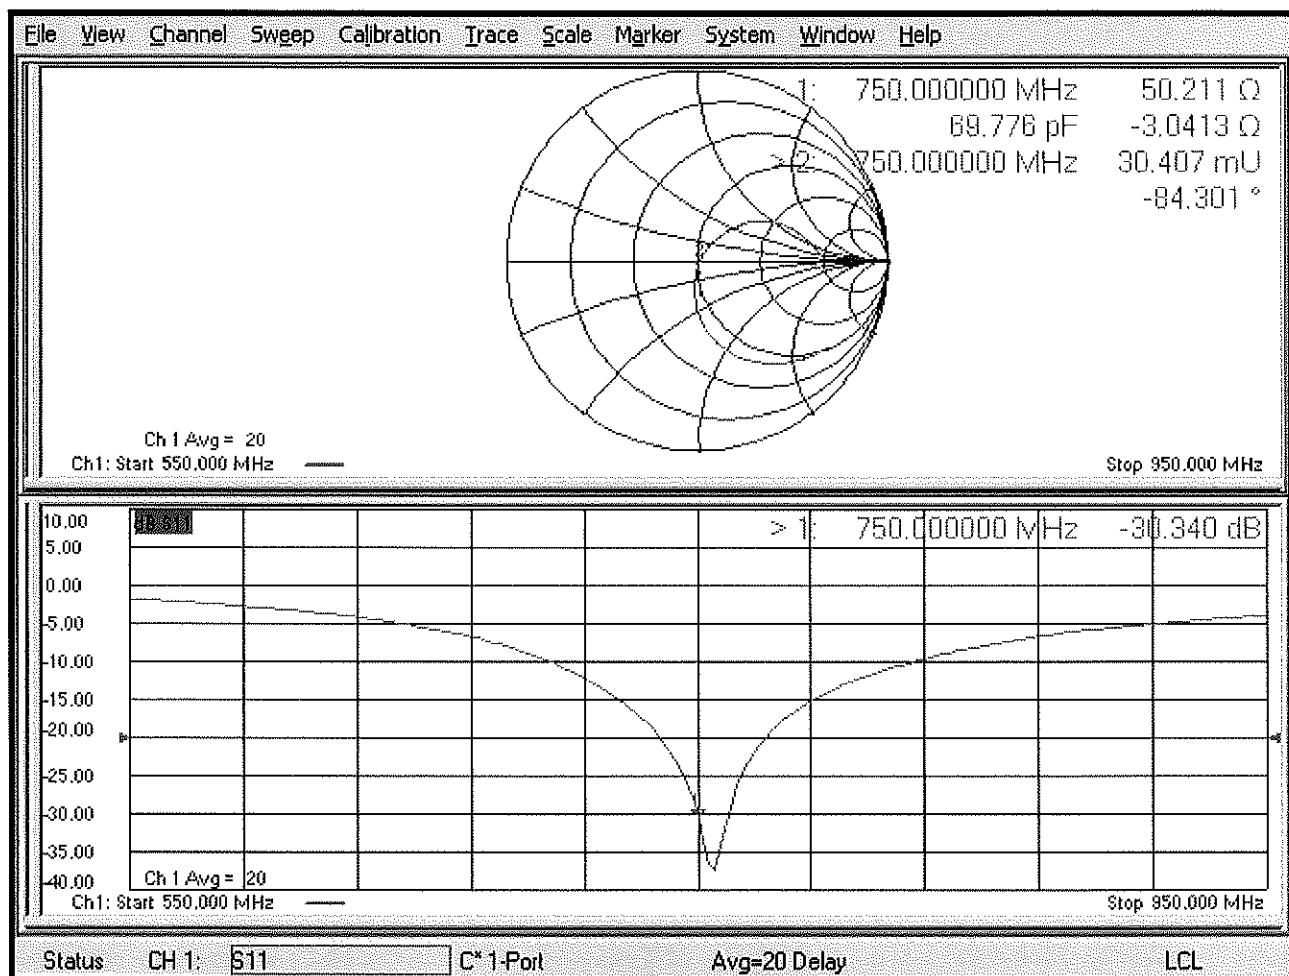 File View Channel Sweep Calibration Trace Scale Marker System Window Help
1: 750.000000 MHz 50.211 Ω
69.776 pF -3.0413 Ω
> 2: 750.000000 MHz 30.407 mU
-84.301 °
Ch 1 Avg = 20
Ch1: Start 550.000 MHz Stop 950.000 MHz
10.00 dB S11 > 1: 750.000000 MHz -30.340 dB
5.00
0.00
-5.00
-10.00
-15.00
-20.00
-25.00
-30.00
-35.00
-40.00 Ch 1 Avg = 20
Ch1: Start 550.000 MHz Stop 950.000 MHz
Status CH 1: S11 C* 1-Port Avg=20 Delay LCL